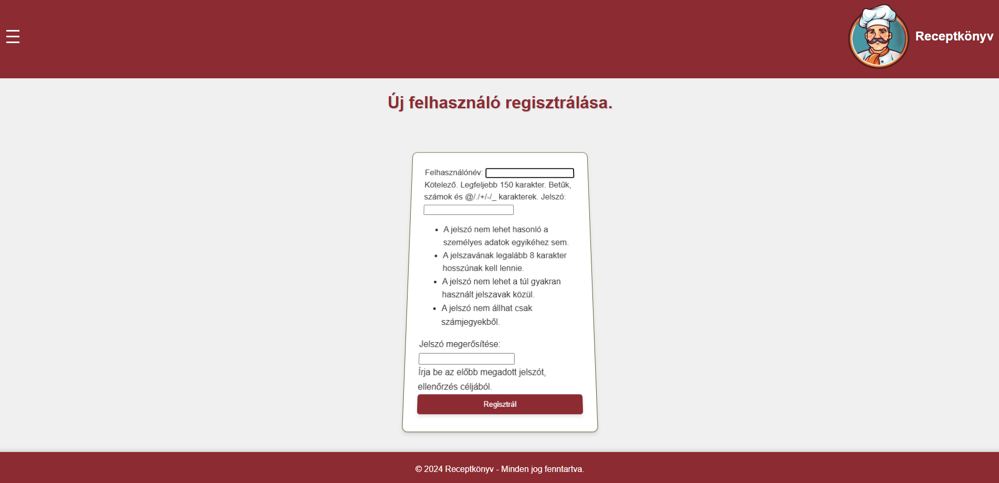 Receptkönyv
Új felhasználó regisztrálása.
Felhasználónév:
Kötelező. Legfeljebb 150 karakter. Betűk,
számok és @/./+/-/_ karakterek. Jelszó:
• A jelszó nem lehet hasonló a
személyes adatok egyikéhez sem.
• A jelszavának legalább 8 karakter
hosszúnak kell lennie.
• A jelszó nem lehet a túl gyakran
használt jelszavak közül.
• A jelszó nem állhat csak
számjegyekből.
Jelszó megerősítése:
Írja be az előbb megadott jelszót,
ellenőrzés céljából.
Regisztrál
© 2024 Receptkönyv - Minden jog fenntartva.